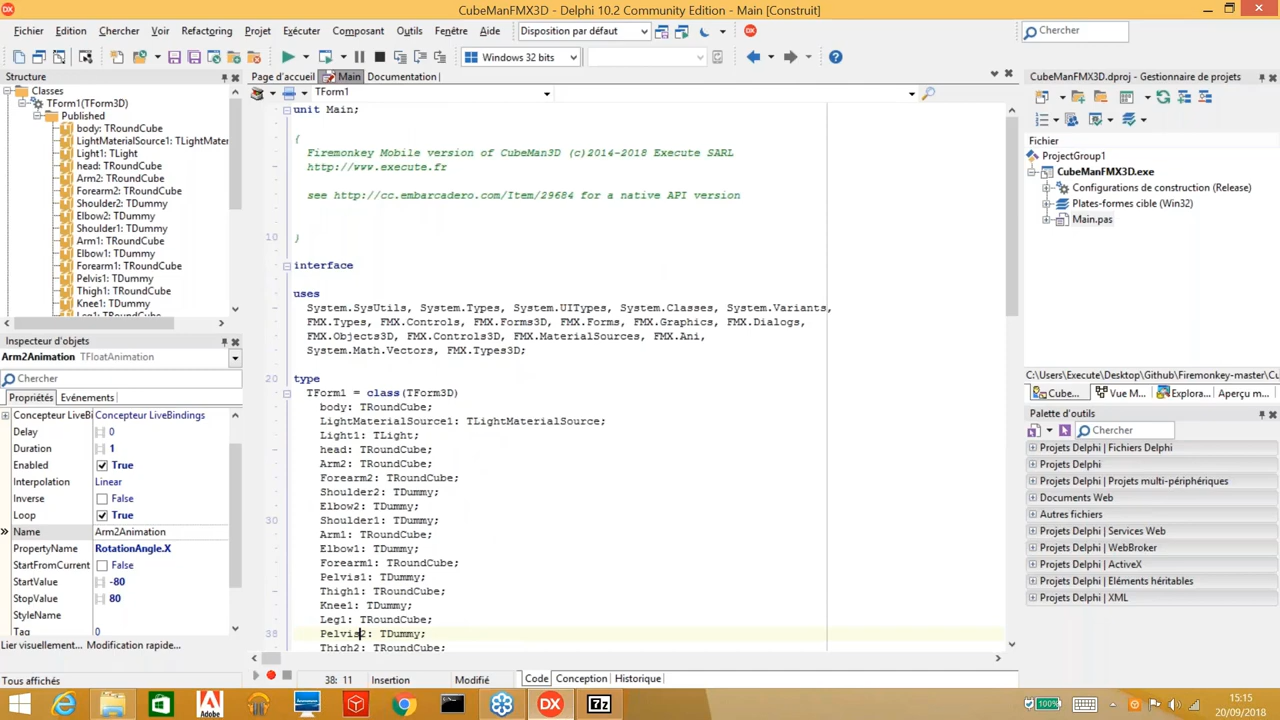 CubeManFMX3D - Delphi 10.2 Community Edition - Main [Construit]
Fichier Edition Chercher Voir Refactoring Projet Exécuter Composant Outils Fenêtre Aide Disposition par défaut Chercher
Windows 32 bits
Structure
Classes
TForm1(TForm3D)
Published
body: TRoundCube
LightMaterialSource1: TLightMater
Light1: TLight
head: TRoundCube
Arm2: TRoundCube
Forearm2: TRoundCube
Shoulder2: TDummy
Elbow2: TDummy
Shoulder1: TDummy
Arm1: TRoundCube
Elbow1: TDummy
Forearm1: TRoundCube
Pelvis1: TDummy
Thigh1: TRoundCube
Knee1: TDummy
Leg1: TRoundCube
Inspecteur d'objets
Arm2Animation TFloatAnimation
Chercher
Propriétés Evénements
Concepteur LiveBi Concepteur LiveBindings
Delay 0
Duration 1
Enabled True
Interpolation Linear
Inverse False
Loop True
Name Arm2Animation
PropertyName RotationAngle.X
StartFromCurrent False
StartValue -80
StopValue 80
StyleName
Tag 0
Lier visuellement... Modification rapide...
Tous affichés
Page d'accueil Main Documentation
TForm1
unit Main;
{
Firemonkey Mobile version of CubeMan3D (c)2014-2018 Execute SARL
http://www.execute.fr
see http://cc.embarcadero.com/Item/29684 for a native API version
10 }
interface
uses
System.SysUtils, System.Types, System.UITypes, System.Classes, System.Variants,
FMX.Types, FMX.Controls, FMX.Forms3D, FMX.Forms, FMX.Graphics, FMX.Dialogs,
FMX.Objects3D, FMX.Controls3D, FMX.MaterialSources, FMX.Ani,
System.Math.Vectors, FMX.Types3D;
20 type
TForm1 = class(TForm3D)
body: TRoundCube;
LightMaterialSource1: TLightMaterialSource;
Light1: TLight;
head: TRoundCube;
Arm2: TRoundCube;
Forearm2: TRoundCube;
Shoulder2: TDummy;
Elbow2: TDummy;
30 Shoulder1: TDummy;
Arm1: TRoundCube;
Elbow1: TDummy;
Forearm1: TRoundCube;
Pelvis1: TDummy;
Thigh1: TRoundCube;
Knee1: TDummy;
Leg1: TRoundCube;
38 Pelvis2: TDummy;
Thigh2: TRoundCube;
38: 11 Insertion Modifié Code Conception Historique
CubeManFMX3D.dproj - Gestionnaire de projets
Fichier
ProjectGroup1
CubeManFMX3D.exe
Configurations de construction (Release)
Plates-formes cible (Win32)
Main.pas
C:\Users\Execute\Desktop\Github\Firemonkey-master\Cu
Cube... Vue M... Explora... Aperçu m...
Palette d'outils
Chercher
Projets Delphi | Fichiers Delphi
Projets Delphi
Projets Delphi | Projets multi-périphériques
Documents Web
Autres fichiers
Projets Delphi | Services Web
Projets Delphi | WebBroker
Projets Delphi | ActiveX
Projets Delphi | Eléments héritables
Projets Delphi | XML
Adobe DX 7z 100% 15:15
20/09/2018